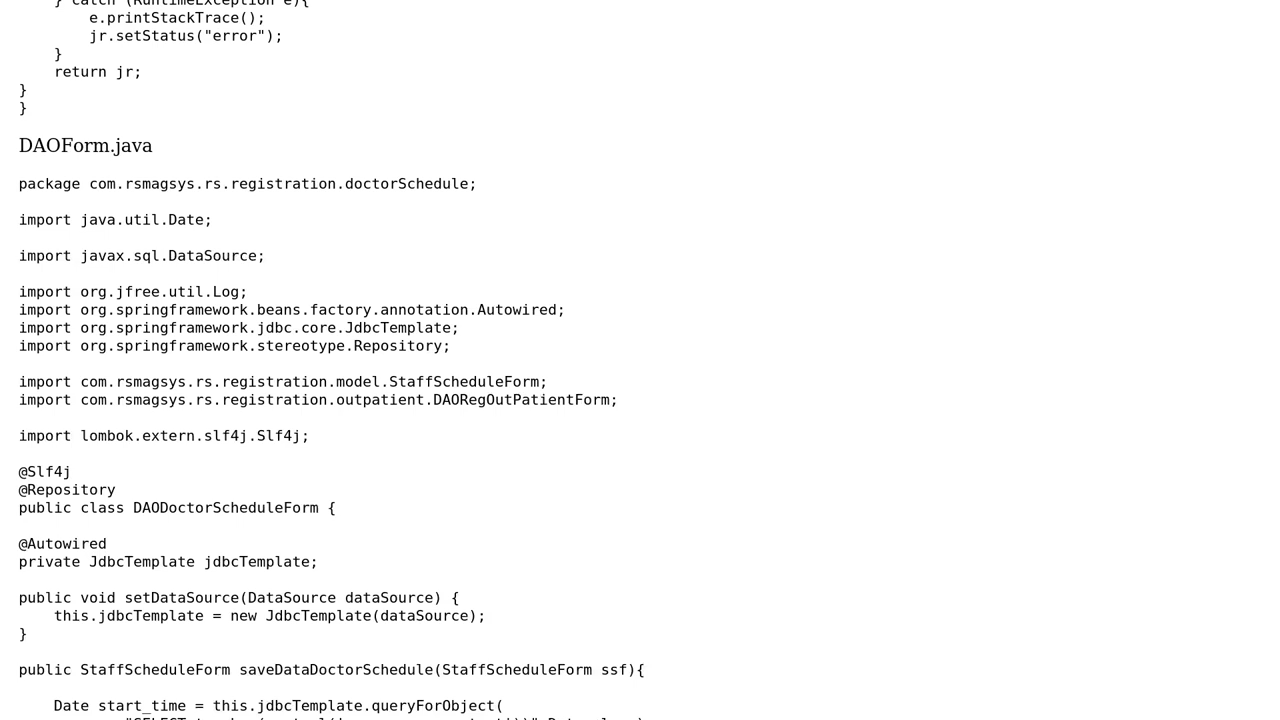 } catch (RuntimeException e){
e.printStackTrace();
jr.setStatus("error");
}
return jr;
}
}
DAOForm.java
package com.rsmagsys.rs.registration.doctorSchedule;
import java.util.Date;
import javax.sql.DataSource;
import org.jfree.util.Log;
import org.springframework.beans.factory.annotation.Autowired;
import org.springframework.jdbc.core.JdbcTemplate;
import org.springframework.stereotype.Repository;
import com.rsmagsys.rs.registration.model.StaffScheduleForm;
import com.rsmagsys.rs.registration.outpatient.DAORegOutPatientForm;
import lombok.extern.slf4j.Slf4j;
@Slf4j
@Repository
public class DAODoctorScheduleForm {
@Autowired
private JdbcTemplate jdbcTemplate;
public void setDataSource(DataSource dataSource) {
this.jdbcTemplate = new JdbcTemplate(dataSource);
}
public StaffScheduleForm saveDataDoctorSchedule(StaffScheduleForm ssf){
Date start_time = this.jdbcTemplate.queryForObject(